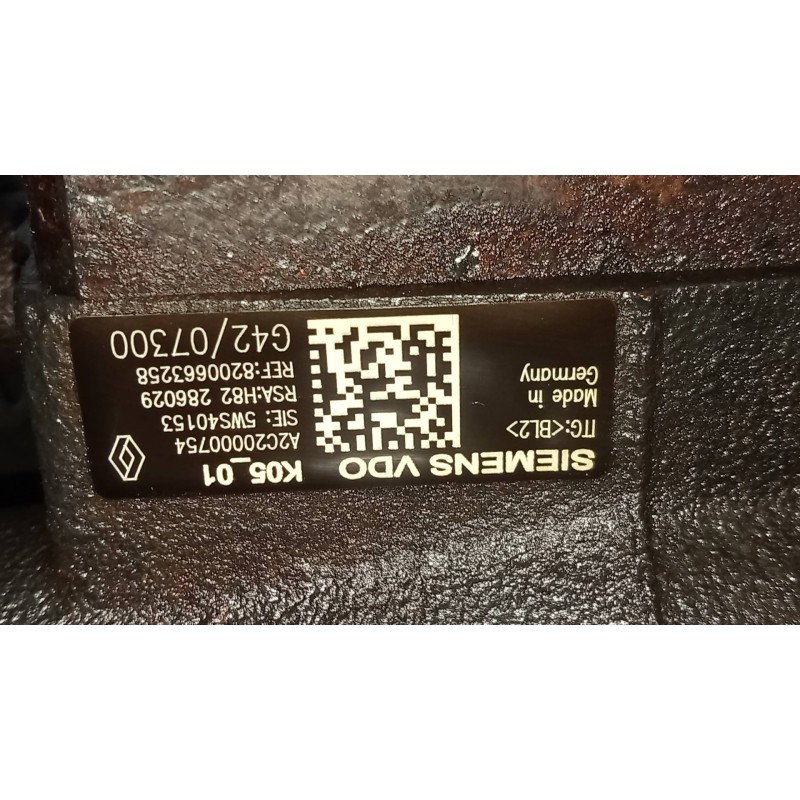 SIEMENS VDO K05_01
ITG:<BL2>
Made in
Germany
A2C20000754
SIE: 5WS40153
RSA:H82 286029
REF:8200663258
G42/07300